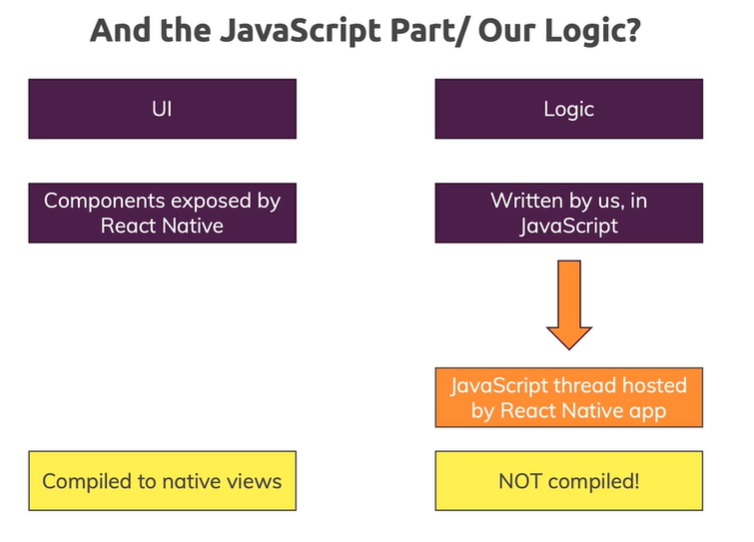 And the JavaScript Part/ Our Logic?
UI
Logic
Components exposed by
React Native
Written by us, in
JavaScript
JavaScript thread hosted
by React Native app
Compiled to native views
NOT compiled!